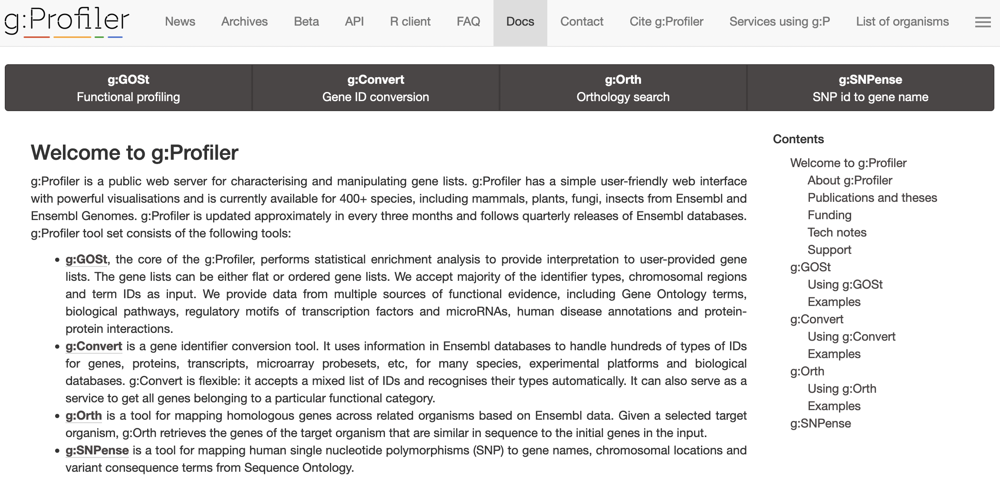 g:Profiler
News Archives Beta API R client FAQ Docs Contact Cite g:Profiler Services using g:P List of organisms
g:GOSt
Functional profiling
g:Convert
Gene ID conversion
g:Orth
Orthology search
g:SNPense
SNP id to gene name
Welcome to g:Profiler
g:Profiler is a public web server for characterising and manipulating gene lists. g:Profiler has a simple user-friendly web interface
with powerful visualisations and is currently available for 400+ species, including mammals, plants, fungi, insects from Ensembl and
Ensembl Genomes. g:Profiler is updated approximately in every three months and follows quarterly releases of Ensembl databases.
g:Profiler tool set consists of the following tools:
• g:GOSt, the core of the g:Profiler, performs statistical enrichment analysis to provide interpretation to user-provided gene
lists. The gene lists can be either flat or ordered gene lists. We accept majority of the identifier types, chromosomal regions
and term IDs as input. We provide data from multiple sources of functional evidence, including Gene Ontology terms,
biological pathways, regulatory motifs of transcription factors and microRNAs, human disease annotations and protein-
protein interactions.
• g:Convert is a gene identifier conversion tool. It uses information in Ensembl databases to handle hundreds of types of IDs
for genes, proteins, transcripts, microarray probesets, etc, for many species, experimental platforms and biological
databases. g:Convert is flexible: it accepts a mixed list of IDs and recognises their types automatically. It can also serve as a
service to get all genes belonging to a particular functional category.
• g:Orth is a tool for mapping homologous genes across related organisms based on Ensembl data. Given a selected target
organism, g:Orth retrieves the genes of the target organism that are similar in sequence to the initial genes in the input.
• g:SNPense is a tool for mapping human single nucleotide polymorphisms (SNP) to gene names, chromosomal locations and
variant consequence terms from Sequence Ontology.
Contents
Welcome to g:Profiler
About g:Profiler
Publications and theses
Funding
Tech notes
Support
g:GOSt
Using g:GOSt
Examples
g:Convert
Using g:Convert
Examples
g:Orth
Using g:Orth
Examples
g:SNPense